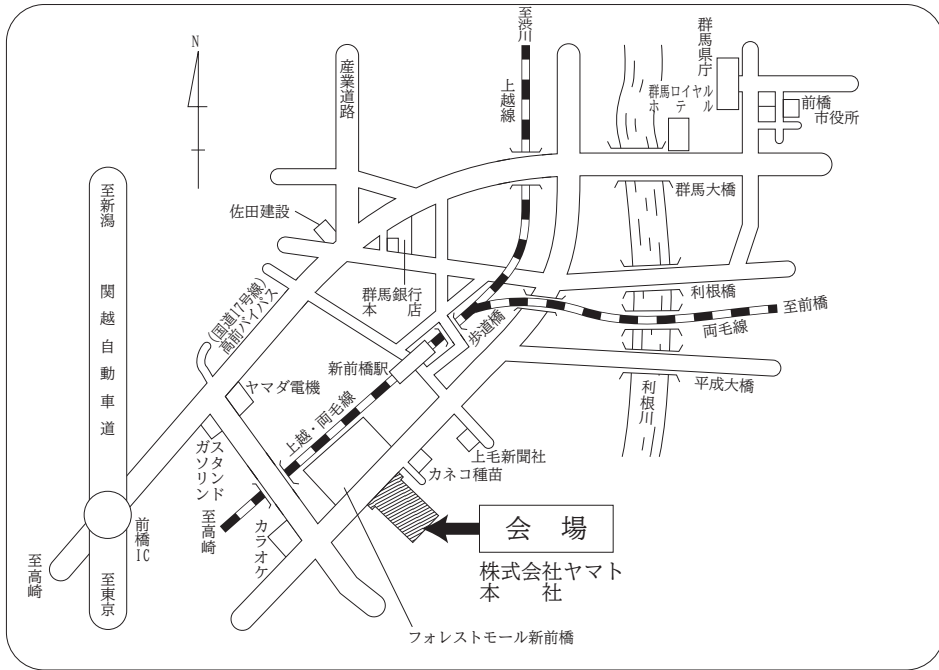 N
至渋川
上越線
産業道路
群馬県庁
群馬ロイヤル
ホテル
前橋
市役所
至新潟
関越自動車道
佐田建設
群馬大橋
群馬銀行
本店
(国道17号線)
高前バイパス
利根橋
至前橋
両毛線
歩道橋
新前橋駅
平成大橋
利根川
ヤマダ電機
上越・両毛線
ガソリン
スタンド
上毛新聞社
カネコ種苗
至高崎
カラオケ
前橋
IC
至高崎
至東京
会場
株式会社ヤマト
本社
フォレストモール新前橋